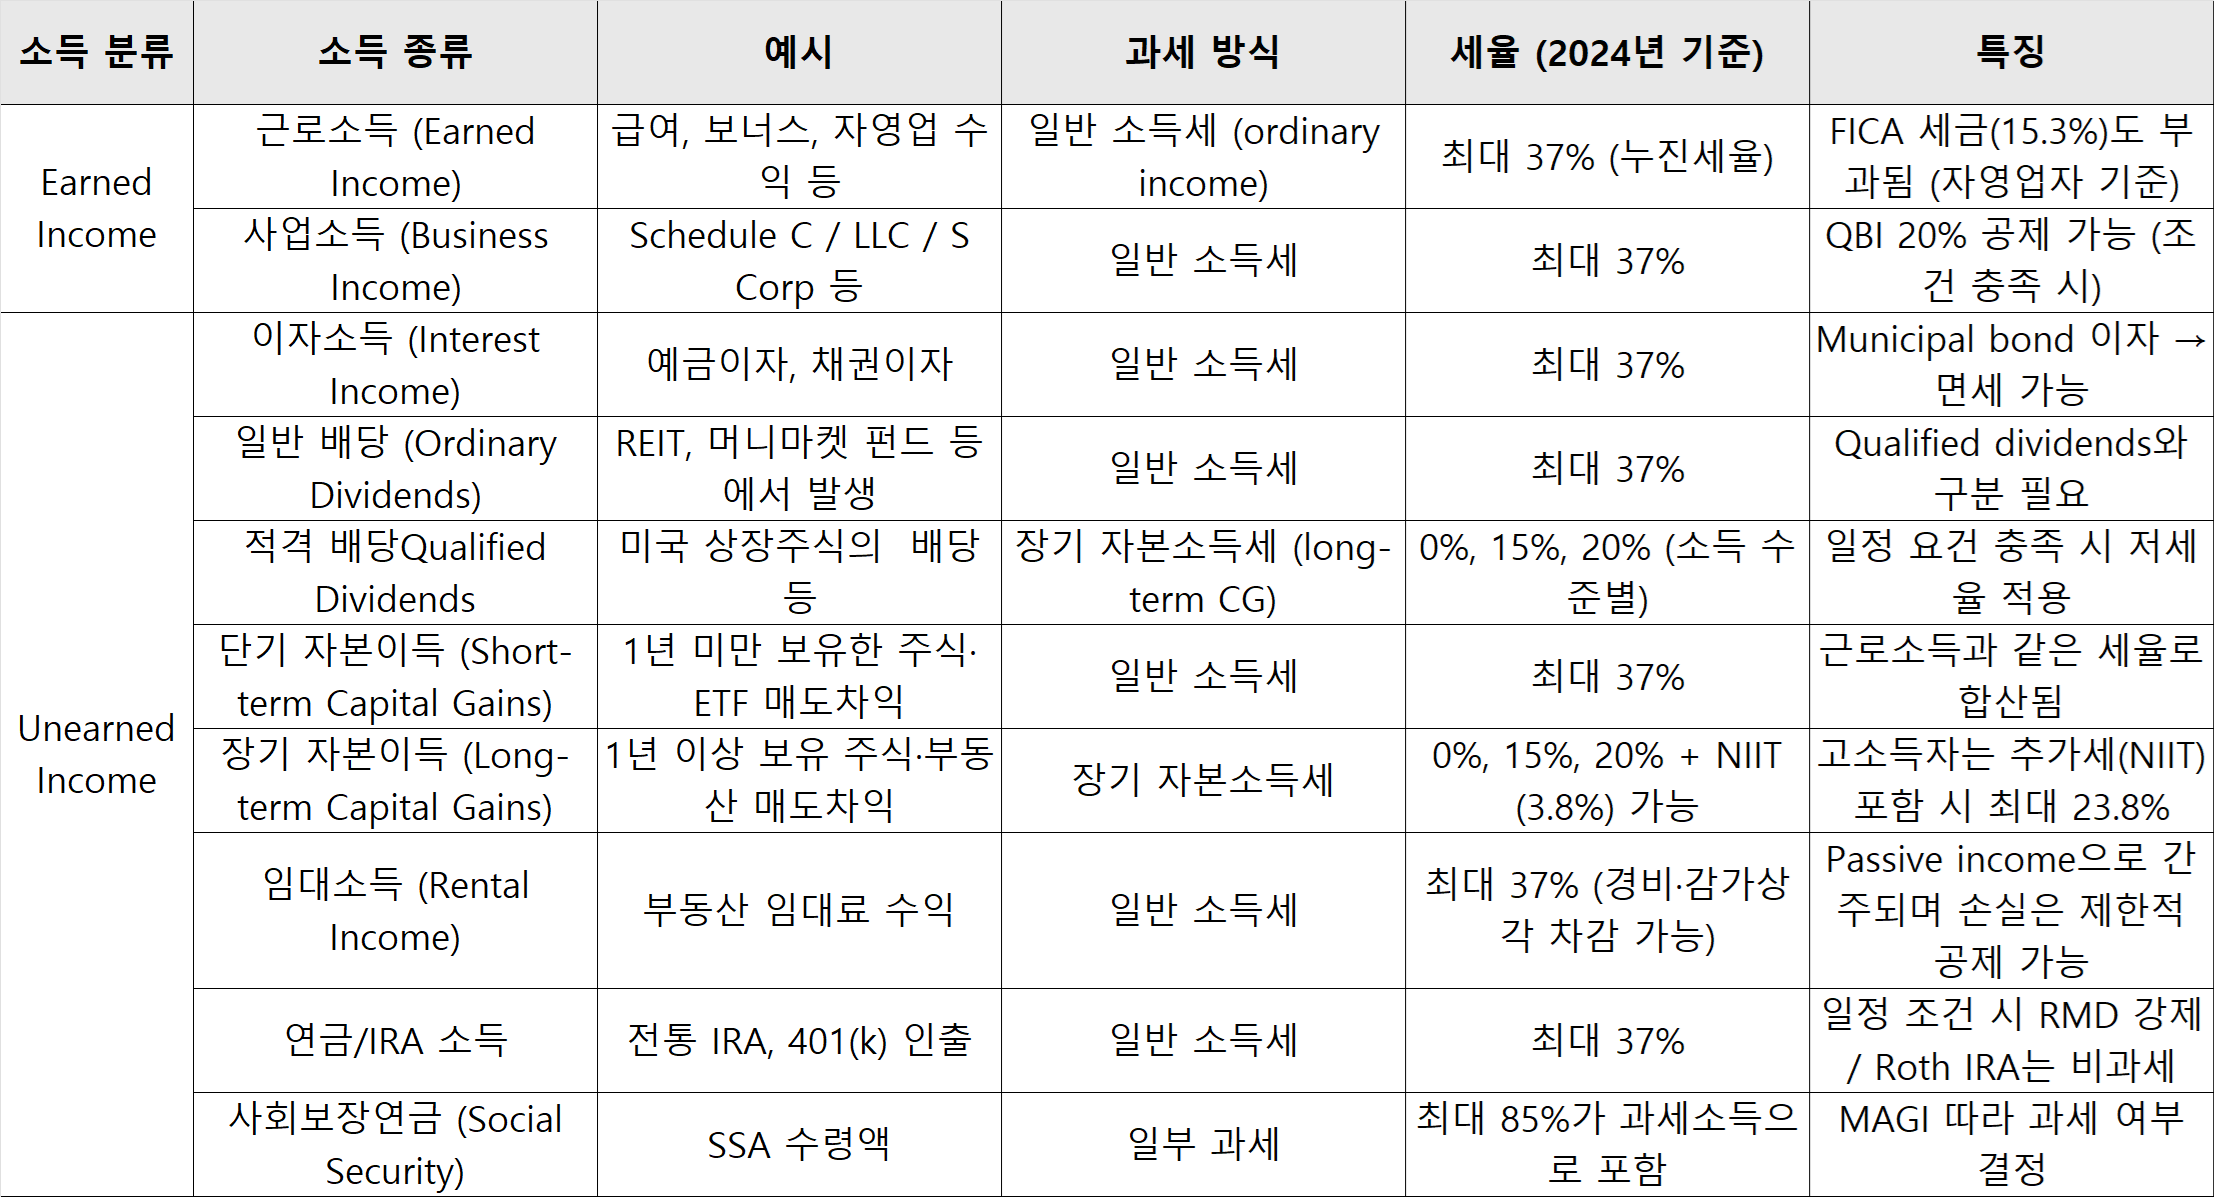 소득 분류
소득 종류
예시
과세 방식
세율 (2024년 기준)
특징
Earned
Income
근로소득 (Earned
Income)
급여, 보너스, 자영업 수
익 등
일반 소득세 (ordinary
income)
최대 37% (누진세율)
FICA 세금(15.3%)도 부
과됨 (자영업자 기준)
사업소득 (Business
Income)
Schedule C / LLC / S
Corp 등
일반 소득세
최대 37%
QBI 20% 공제 가능 (조
건 충족 시)
Unearned
Income
이자소득 (Interest
Income)
예금이자, 채권이자
일반 소득세
최대 37%
Municipal bond 이자 →
면세 가능
일반 배당 (Ordinary
Dividends)
REIT, 머니마켓 펀드 등
에서 발생
일반 소득세
최대 37%
Qualified dividends와
구분 필요
적격 배당Qualified
Dividends
미국 상장주식의  배당
등
장기 자본소득세 (long-
term CG)
0%, 15%, 20% (소득 수
준별)
일정 요건 충족 시 저세
율 적용
단기 자본이득 (Short-
term Capital Gains)
1년 미만 보유한 주식·
ETF 매도차익
일반 소득세
최대 37%
근로소득과 같은 세율로
합산됨
장기 자본이득 (Long-
term Capital Gains)
1년 이상 보유 주식·부동
산 매도차익
장기 자본소득세
0%, 15%, 20% + NIIT
(3.8%) 가능
고소득자는 추가세(NIIT)
포함 시 최대 23.8%
임대소득 (Rental
Income)
부동산 임대료 수익
일반 소득세
최대 37% (경비·감가상
각 차감 가능)
Passive income으로 간
주되며 손실은 제한적
공제 가능
연금/IRA 소득
전통 IRA, 401(k) 인출
일반 소득세
최대 37%
일정 조건 시 RMD 강제
/ Roth IRA는 비과세
사회보장연금 (Social
Security)
SSA 수령액
일부 과세
최대 85%가 과세소득으
로 포함
MAGI 따라 과세 여부
결정